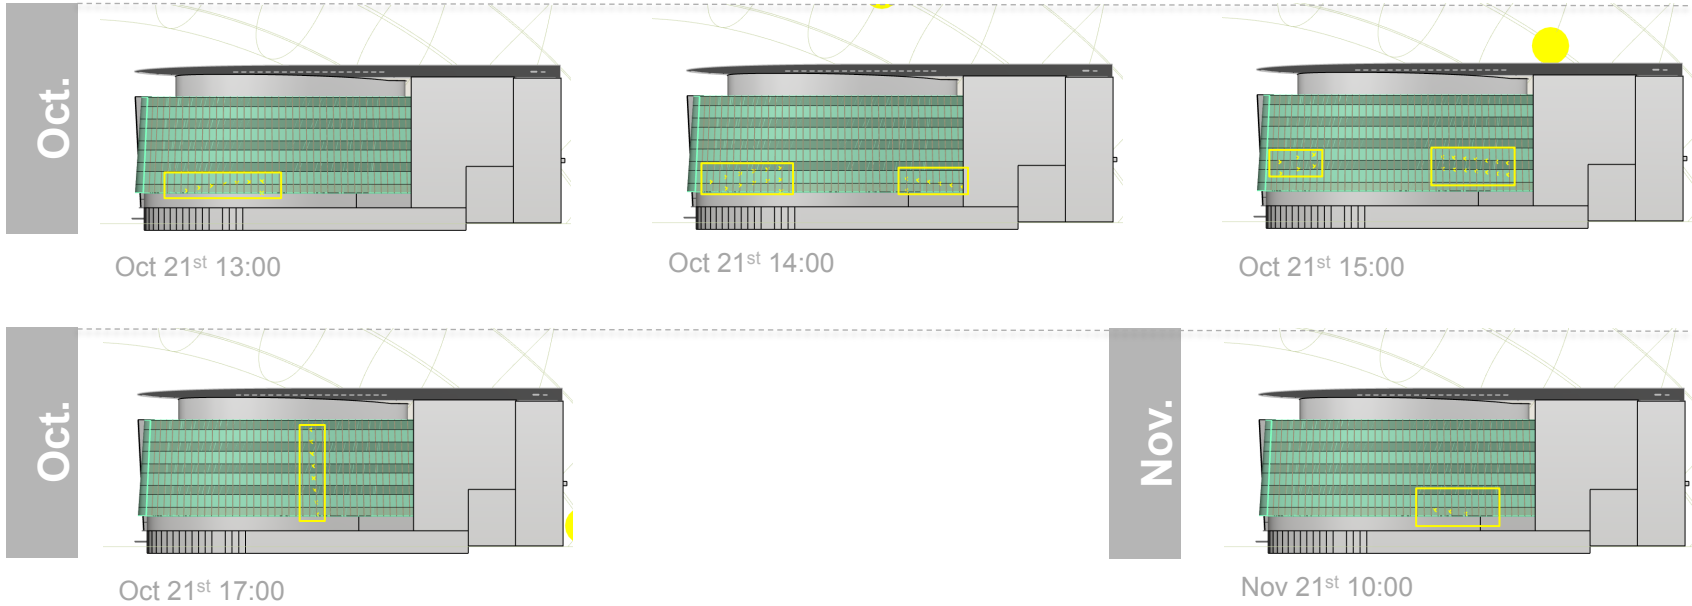 Oct.
Oct 21st 13:00
Oct 21st 14:00
Oct 21st 15:00
Oct.
Nov.
Oct 21st 17:00
Nov 21st 10:00